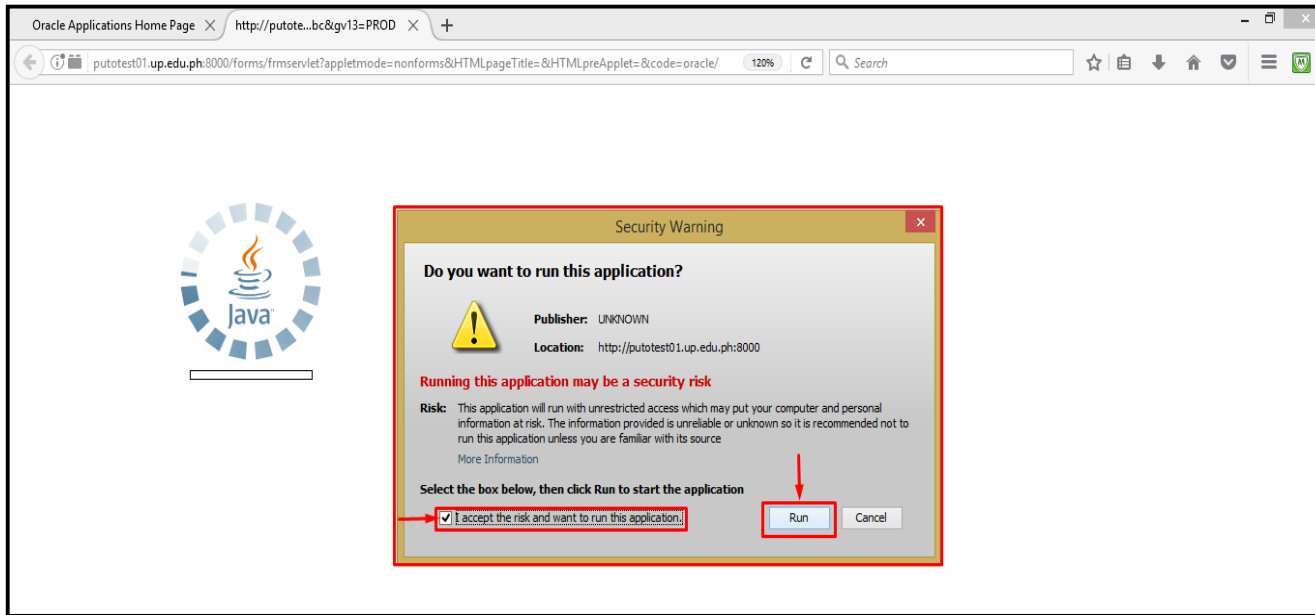 Oracle Applications Home Page
http://putote...bc&gv13=PROD
putotest01.up.edu.ph:8000/forms/frmservlet?appletmode=nonforms&HTMLpageTitle=&HTMLpreApplet=&code=oracle/
120%
Search
Java
Security Warning
Do you want to run this application?
Publisher: UNKNOWN
Location: http://putotest01.up.edu.ph:8000
Running this application may be a security risk
Risk: This application will run with unrestricted access which may put your computer and personal
information at risk. The information provided is unreliable or unknown so it is recommended not to
run this application unless you are familiar with its source
More Information
Select the box below, then click Run to start the application
I accept the risk and want to run this application.
Run
Cancel